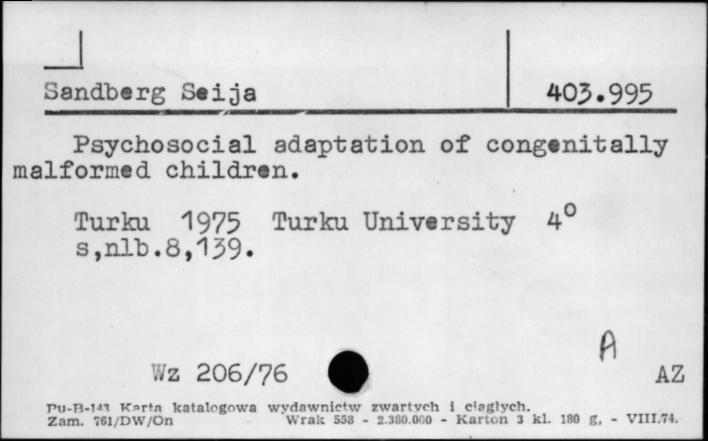 Sandberg Seija 403.995
Psychosocial adaptation of congenitally
malformed children.
Turku 1975 Turku University 4°
s,nlb.8,139.
A
Wz 206/76 AZ
Pu-B-143 Karta katalogowa wydawnictw zwartych i ciągłych.
Zam. 761/DW/On Wrak 553 - 2.380.000 - Karton 3 kl. 180 g, - VIII.74.